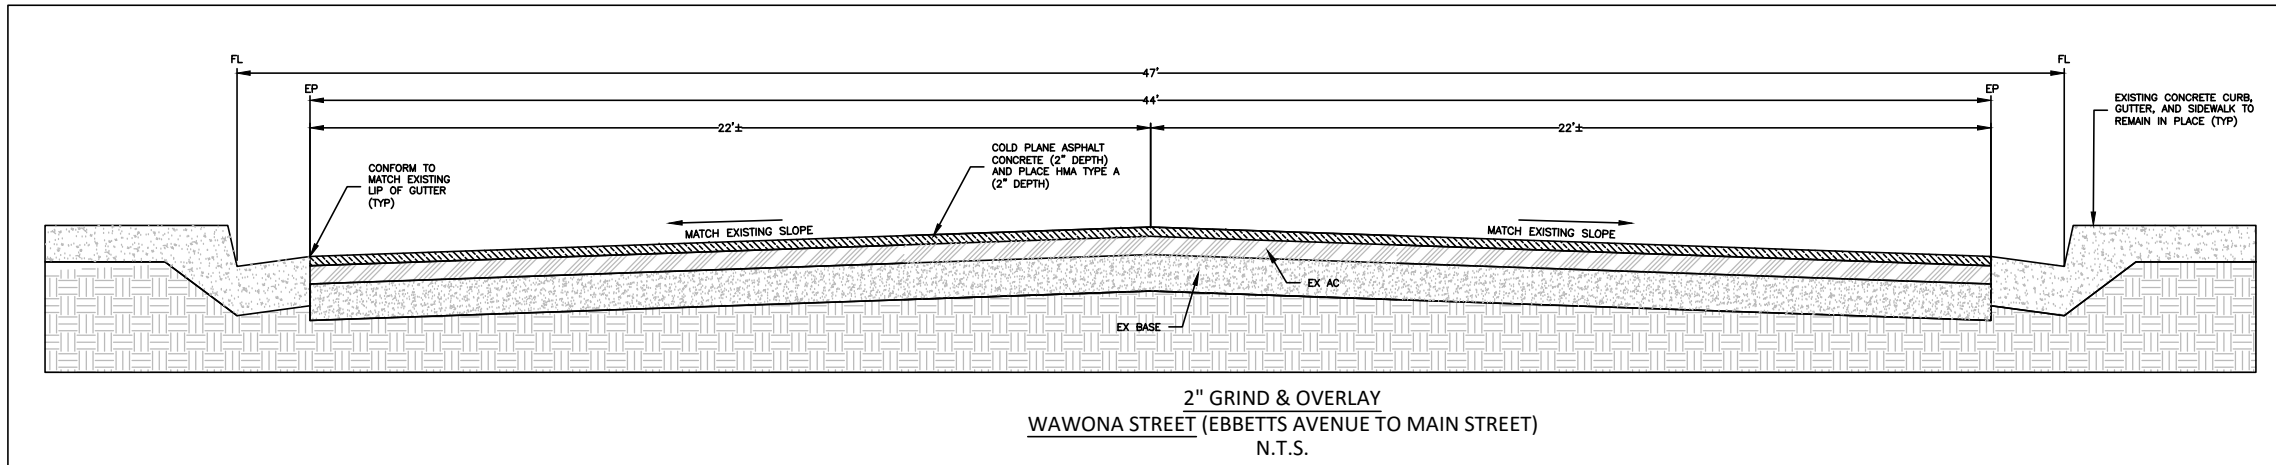 FL
47'
FL
EP
44'
EP
22'±
22'±
EXISTING CONCRETE CURB,
GUTTER, AND SIDEWALK TO
REMAIN IN PLACE (TYP)
COLD PLANE ASPHALT
CONCRETE (2" DEPTH)
AND PLACE HMA TYPE A
(2" DEPTH)
CONFORM TO
MATCH EXISTING
LIP OF GUTTER
(TYP)
MATCH EXISTING SLOPE
MATCH EXISTING SLOPE
EX AC
EX BASE
2" GRIND & OVERLAY
WAWONA STREET (EBBETTS AVENUE TO MAIN STREET)
N.T.S.